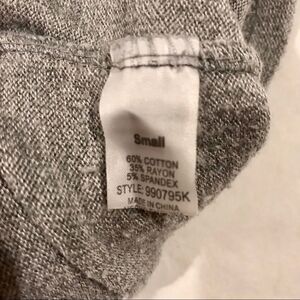 Small
60% COTTON
35% RAYON
5% SPANDEX
STYLE: 990795K
MADE IN CHINA